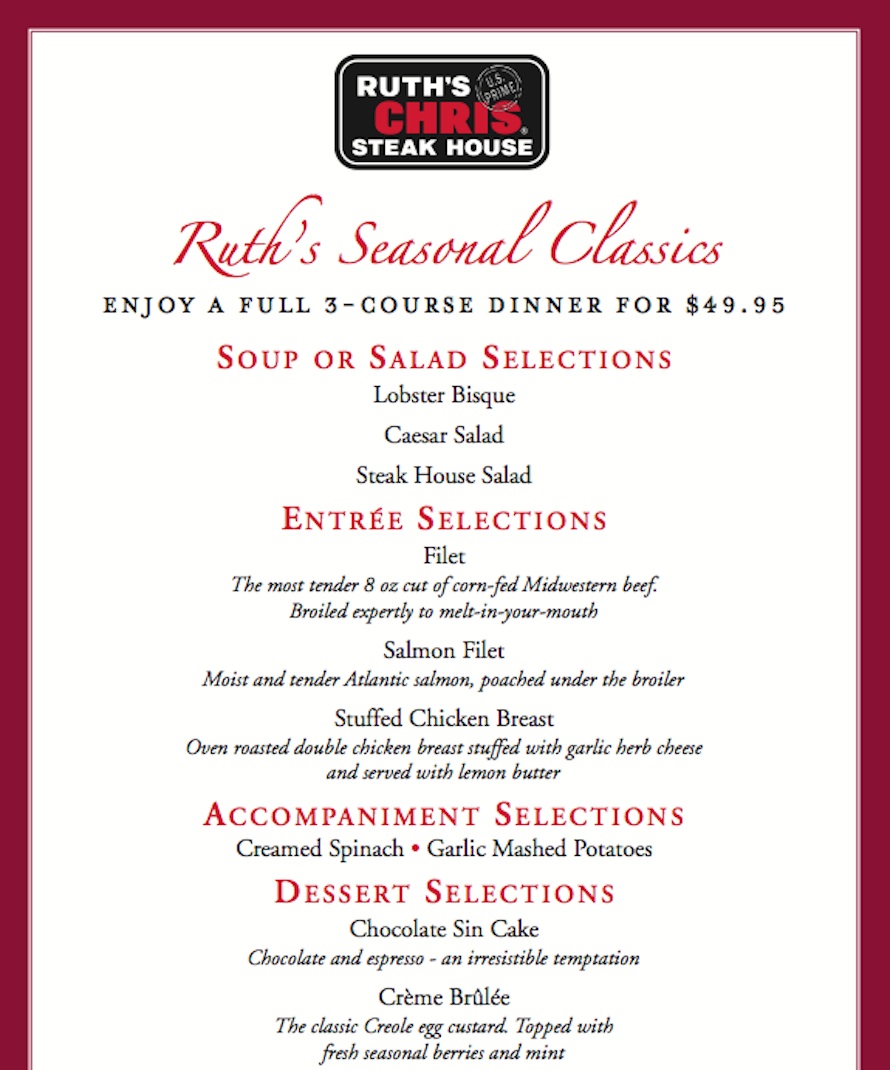 RUTH'S
U.S.
PRIME
CHRIS®
STEAK HOUSE
Ruth's Seasonal Classics
ENJOY A FULL 3-COURSE DINNER FOR $49.95
SOUP OR SALAD SELECTIONS
Lobster Bisque
Caesar Salad
Steak House Salad
ENTRÉE SELECTIONS
Filet
The most tender 8 oz cut of corn-fed Midwestern beef.
Broiled expertly to melt-in-your-mouth
Salmon Filet
Moist and tender Atlantic salmon, poached under the broiler
Stuffed Chicken Breast
Oven roasted double chicken breast stuffed with garlic herb cheese
and served with lemon butter
ACCOMPANIMENT SELECTIONS
Creamed Spinach • Garlic Mashed Potatoes
DESSERT SELECTIONS
Chocolate Sin Cake
Chocolate and espresso - an irresistible temptation
Crème Brûlée
The classic Creole egg custard. Topped with
fresh seasonal berries and mint